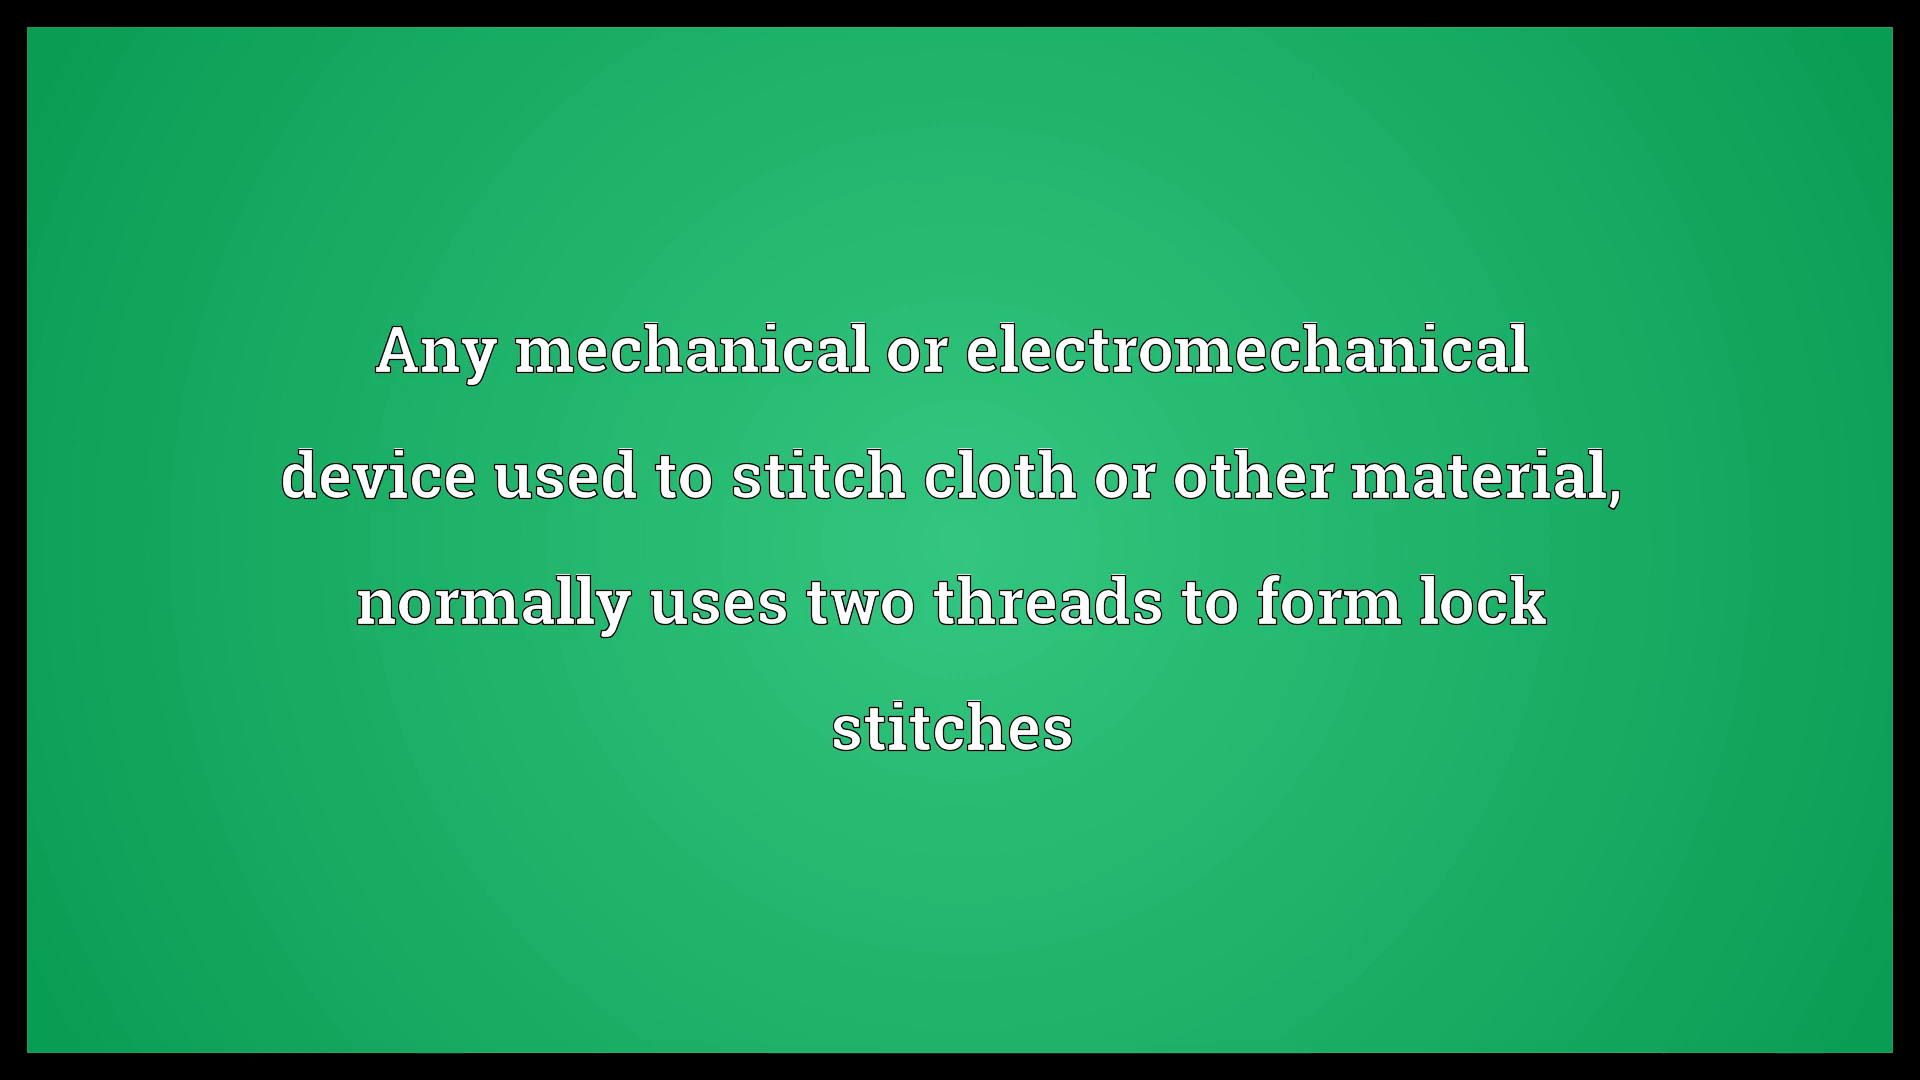 Any mechanical or electromechanical
device used to stitch cloth or other material,
normally uses two threads to form lock
stitches